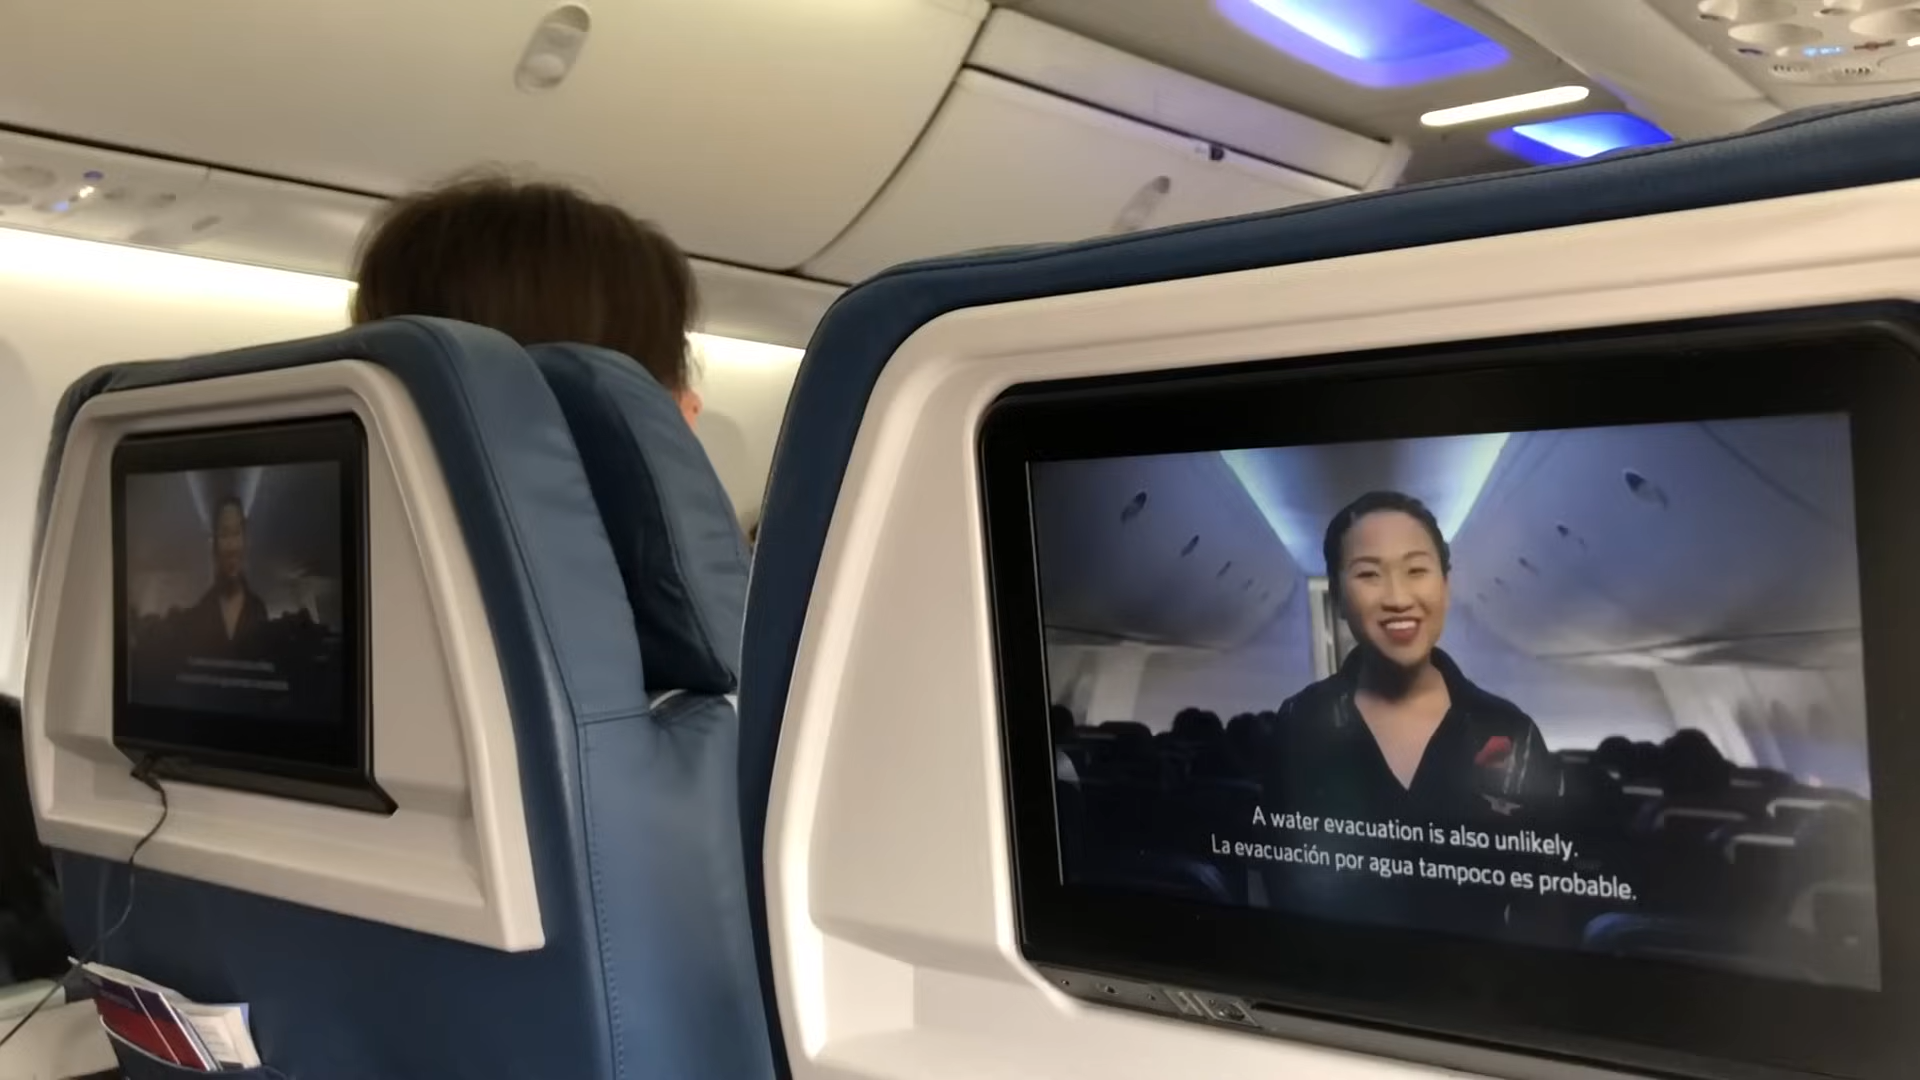 A water evacuation is also unlikely.
La evacuación por agua tampoco es probable.